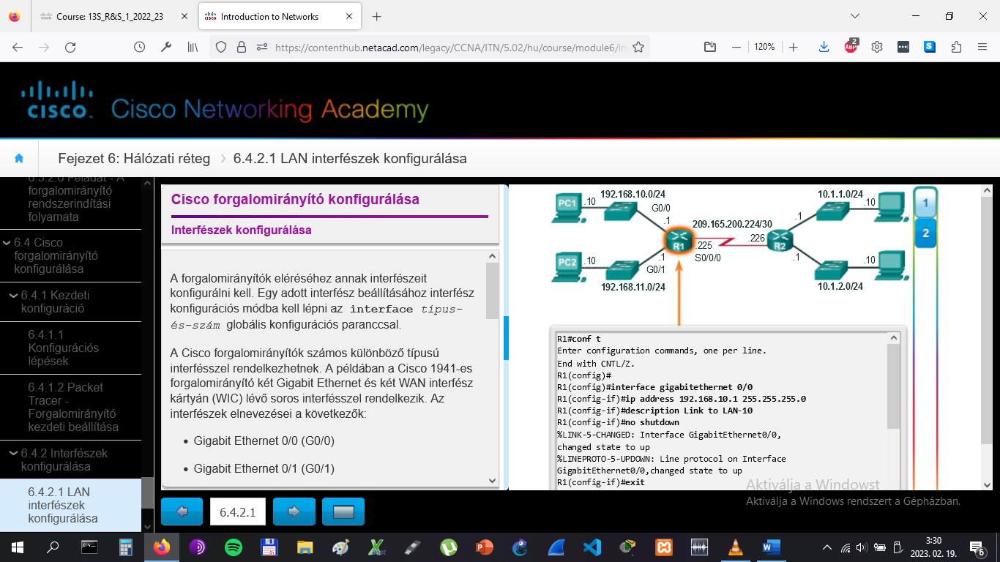 Course: 13S_R&S_1_2022_23
Introduction to Networks
https://contenthub.netacad.com/legacy/CCNA/ITN/5.02/hu/course/module6/in
120%
2
ABP
S
CISCO
Cisco Networking Academy
Fejezet 6: Hálózati réteg
6.4.2.1 LAN interfészek konfigurálása
6.3.2.6 Feladat - A
forgalomirányító
rendszerindítási
folyamata
6.4 Cisco
forgalomirányító
konfigurálása
6.4.1 Kezdeti
konfiguráció
6.4.1.1
Konfigurációs
lépések
6.4.1.2 Packet
Tracer -
Forgalomirányító
kezdeti beállítása
6.4.2 Interfészek
konfigurálása
6.4.2.1 LAN
interfészek
konfigurálása
Cisco forgalomirányító konfigurálása
Interfészek konfigurálása
A forgalomirányítók eléréséhez annak interfészeit
konfigurálni kell. Egy adott interfész beállításához interfész
konfigurációs módba kell lépni az interface típus-
és-szám globális konfigurációs paranccsal.
A Cisco forgalomirányítók számos különböző típusú
interfésszel rendelkezhetnek. A példában a Cisco 1941-es
forgalomirányító két Gigabit Ethernet és két WAN interfész
kártyán (WIC) lévő soros interfésszel rendelkezik. Az
interfészek elnevezései a következők:
• Gigabit Ethernet 0/0 (G0/0)
• Gigabit Ethernet 0/1 (G0/1)
6.4.2.1
PC1
.10
192.168.10.0/24
G0/0
.1
209.165.200.224/30
R1
.225
S0/0/0
.226
R2
.1
10.1.1.0/24
.10
PC2
.10
192.168.11.0/24
.1
G0/1
.1
10.1.2.0/24
.10
1
2
R1#conf t
Enter configuration commands, one per line.
End with CNTL/Z.
R1(config)#
R1(config)#interface gigabitethernet 0/0
R1(config-if)#ip address 192.168.10.1 255.255.255.0
R1(config-if)#description Link to LAN-10
R1(config-if)#no shutdown
%LINK-5-CHANGED: Interface GigabitEthernet0/0,
changed state to up
%LINEPROTO-5-UPDOWN: Line protocol on Interface
GigabitEthernet0/0,changed state to up
R1(config-if)#exit
Aktiválja a Windowst
Aktiválja a Windows rendszert a Gépházban.
3:30
2023. 02. 19.
6